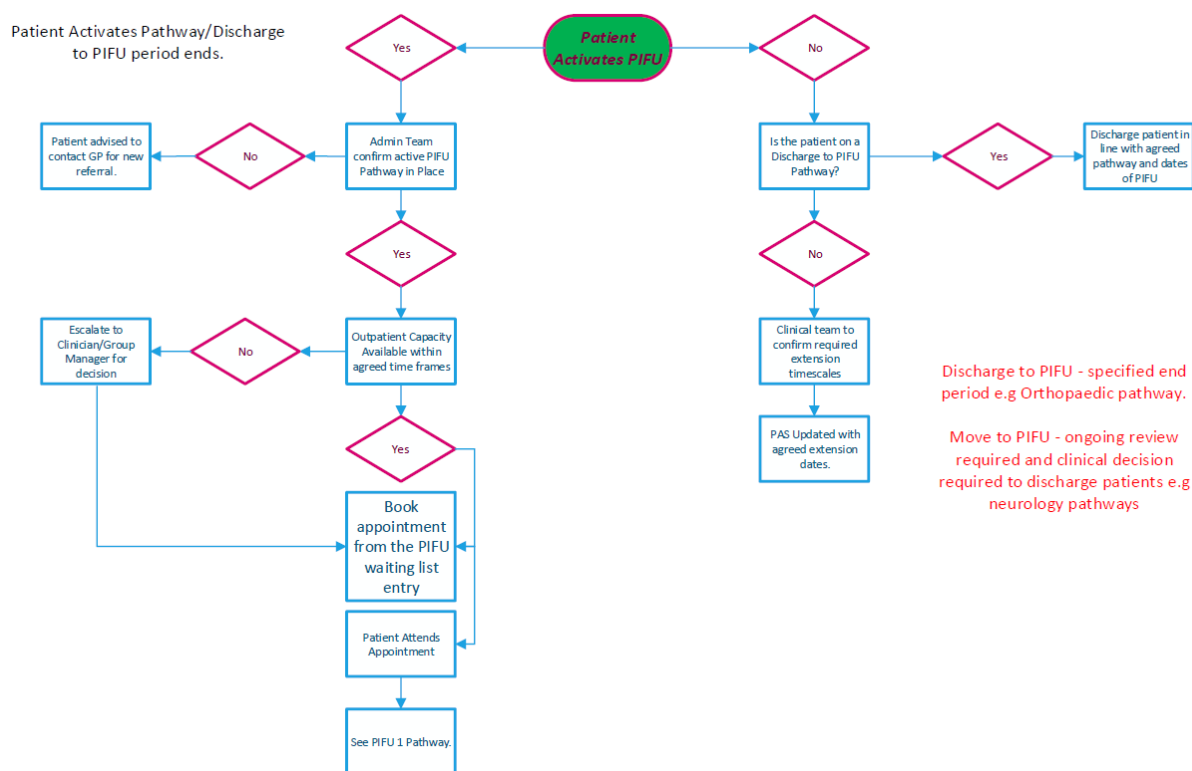 Patient Activates Pathway/Discharge
to PIFU period ends.
Yes
Patient
Activates PIFU
No
Patient advised to
contact GP for new
referral.
No
Admin Team
confirm active PIFU
Pathway in Place
Is the patient on a
Discharge to PIFU
Pathway?
Yes
Discharge patient in
line with agreed
pathway and dates
of PIFU
Yes
No
Escalate to
Clinician/Group
Manager for
decision
No
Outpatient Capacity
Available within
agreed time frames
Clinical team to
confirm required
extension
timescales
Discharge to PIFU - specified end
period e.g Orthopaedic pathway.
Move to PIFU - ongoing review
required and clinical decision
required to discharge patients e.g
neurology pathways
Yes
PAS Updated with
agreed extension
dates.
Book
appointment
from the PIFU
waiting list
entry
Patient Attends
Appointment
See PIFU 1 Pathway.